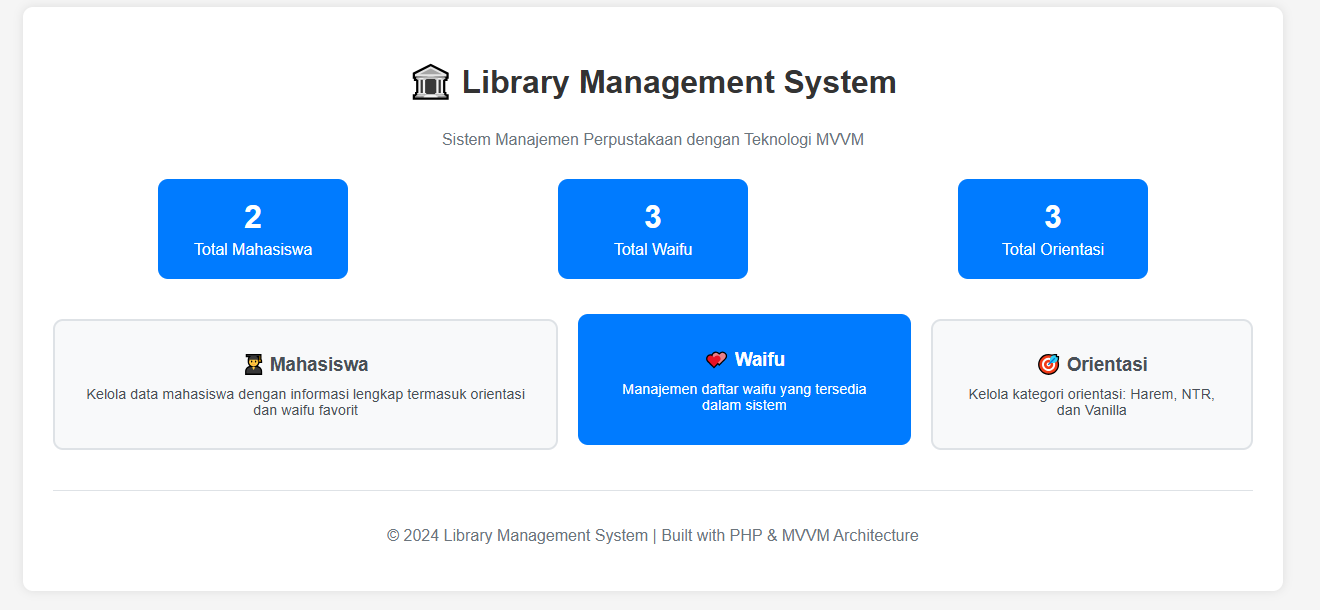 Library Management System
Sistem Manajemen Perpustakaan dengan Teknologi MVVM
2
Total Mahasiswa
3
Total Waifu
3
Total Orientasi
Mahasiswa
Kelola data mahasiswa dengan informasi lengkap termasuk orientasi
dan waifu favorit
Waifu
Manajemen daftar waifu yang tersedia
dalam sistem
Orientasi
Kelola kategori orientasi: Harem, NTR,
dan Vanilla
© 2024 Library Management System | Built with PHP & MVVM Architecture